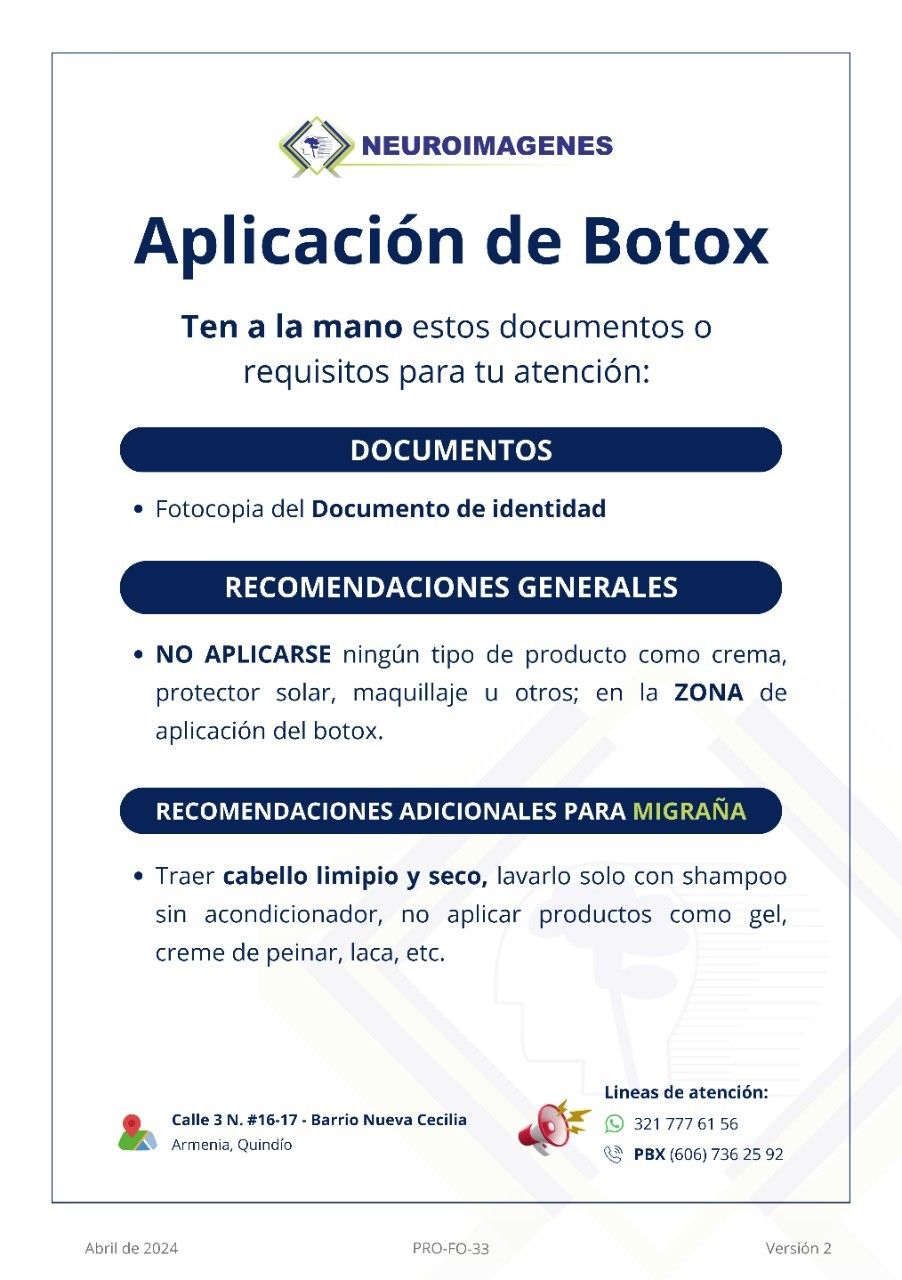 NEUROIMAGENES
Aplicación de Botox
Ten a la mano estos documentos o
requisitos para tu atención:
DOCUMENTOS
• Fotocopia del Documento de identidad
RECOMENDACIONES GENERALES
• NO APLICARSE ningún tipo de producto como crema,
protector solar, maquillaje u otros; en la ZONA de
aplicación del botox.
RECOMENDACIONES ADICIONALES PARA MIGRAÑA
• Traer cabello limipio y seco, lavarlo solo con shampoo
sin acondicionador, no aplicar productos como gel,
creme de peinar, laca, etc.
Calle 3 N. #16-17 - Barrio Nueva Cecilia
Armenia, Quindío
Lineas de atención:
321 777 61 56
PBX (606) 736 25 92
Abril de 2024
PRO-FO-33
Versión 2